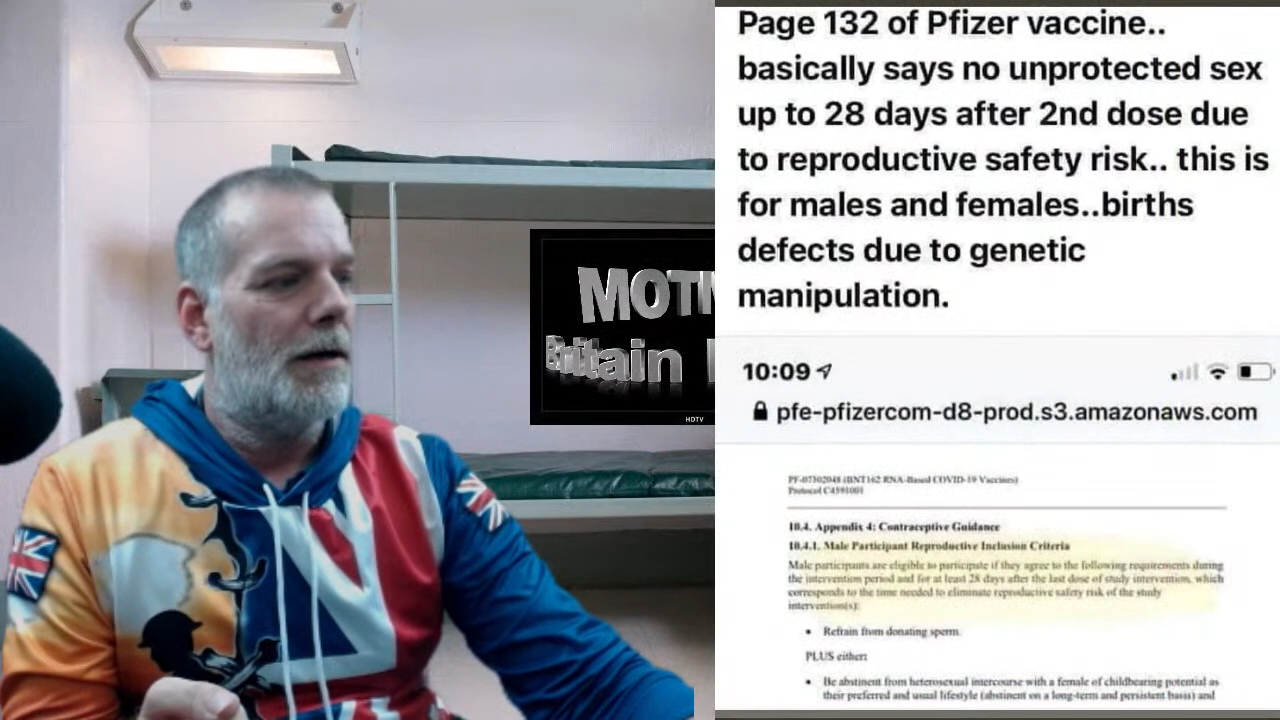 MOTN
Britain
HDTV
Page 132 of Pfizer vaccine..
basically says no unprotected sex
up to 28 days after 2nd dose due
to reproductive safety risk.. this is
for males and females..births
defects due to genetic
manipulation.
10:09
pfe-pfizercom-d8-prod.s3.amazonaws.com
PF-07302048 (BNT162 RNA-Based COVID-19 Vaccines)
Protocol C4591001
10.4. Appendix 4: Contraceptive Guidance
10.4.1. Male Participant Reproductive Inclusion Criteria
Male participants are eligible to participate if they agree to the following requirements during
the intervention period and for at least 28 days after the last dose of study intervention, which
corresponds to the time needed to eliminate reproductive safety risk of the study
intervention(s):
• Refrain from donating sperm.
PLUS either:
• Be abstinent from heterosexual intercourse with a female of childbearing potential as
their preferred and usual lifestyle (abstinent on a long-term and persistent basis) and